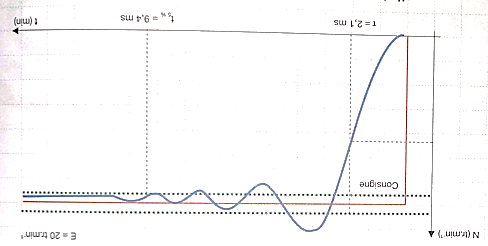 N (tr.min⁻¹)
E = 20 tr.min⁻¹
Consigne
τ = 2,1 ms
t₅% = 9,4 ms
t (min)